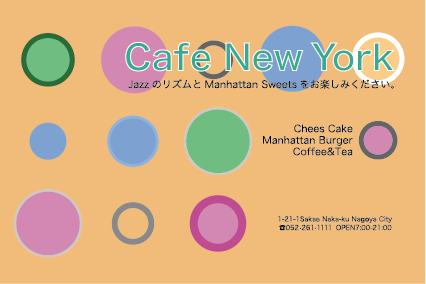 Cafe New York
Jazz のリズムと Manhattan Sweets をお楽しみください。
Chees Cake
Manhattan Burger
Coffee&Tea
1-21-1Sakae Naka-ku Nagoya City
☎052-261-1111 OPEN7:00-21:00